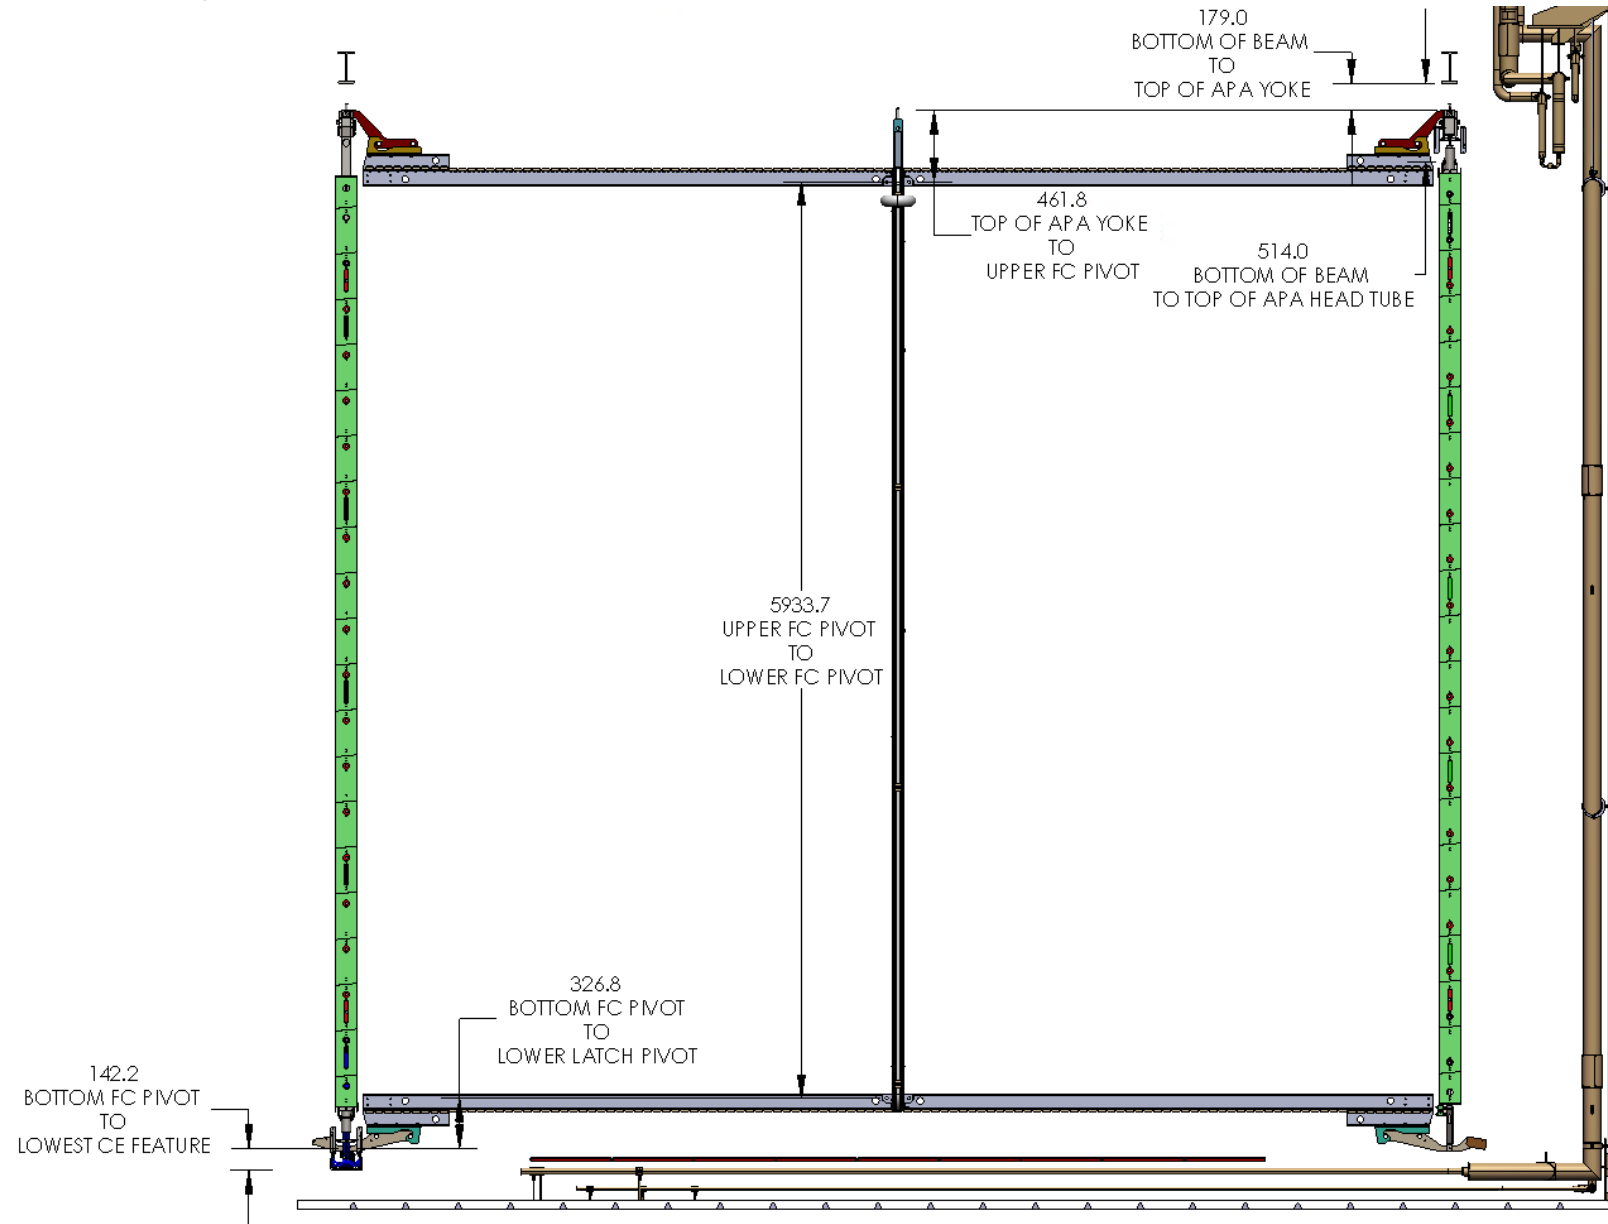 179.0
BOTTOM OF BEAM
TO
TOP OF APA YOKE
461.8
TOP OF APA YOKE
TO
UPPER FC PIVOT
514.0
BOTTOM OF BEAM
TO TOP OF APA HEAD TUBE
5933.7
UPPER FC PIVOT
TO
LOWER FC PIVOT
326.8
BOTTOM FC PIVOT
TO
LOWER LATCH PIVOT
142.2
BOTTOM FC PIVOT
TO
LOWEST CE FEATURE